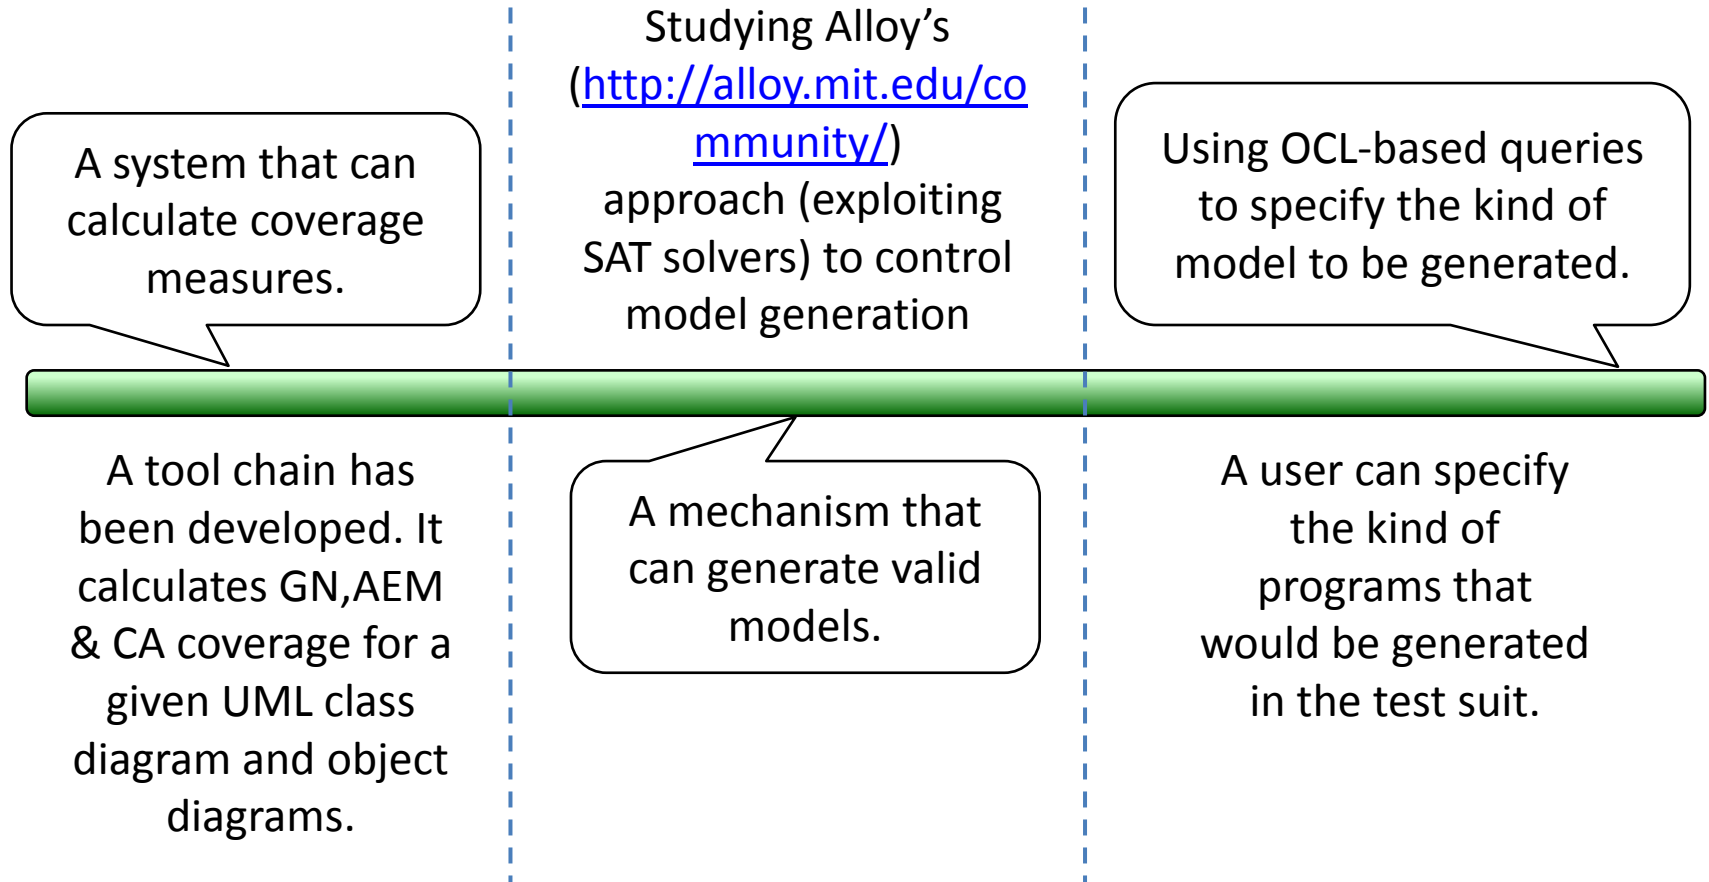 A system that can
calculate coverage
measures.
A tool chain has
been developed. It
calculates GN,AEM
& CA coverage for a
given UML class
diagram and object
diagrams.
Studying Alloy’s
(http://alloy.mit.edu/co
mmunity/)
approach (exploiting
SAT solvers) to control
model generation
A mechanism that
can generate valid
models.
Using OCL-based queries
to specify the kind of
model to be generated.
A user can specify
the kind of
programs that
would be generated
in the test suit.